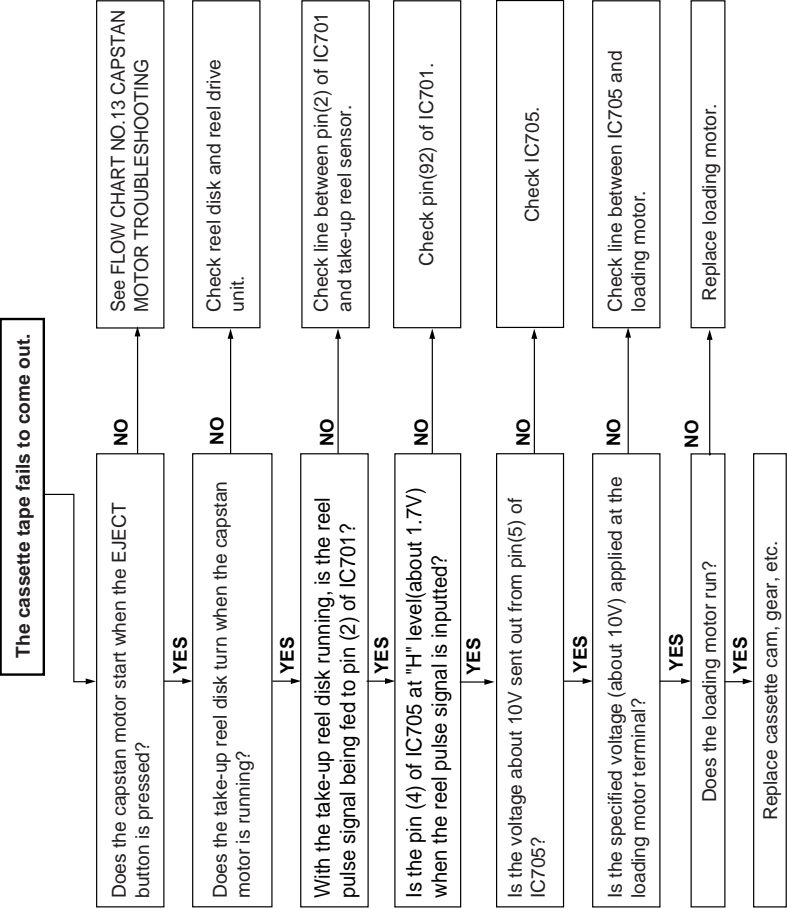 The cassette tape fails to come out.
Does the capstan motor start when the EJECT
button is pressed?
NO
See FLOW CHART NO.13 CAPSTAN
MOTOR TROUBLESHOOTING
YES
Does the take-up reel disk turn when the capstan
motor is running?
NO
Check reel disk and reel drive
unit.
YES
With the take-up reel disk running, is the reel
pulse signal being fed to pin (2) of IC701?
NO
Check line between pin(2) of IC701
and take-up reel sensor.
YES
Is the pin (4) of IC705 at "H" level(about 1.7V)
when the reel pulse signal is inputted?
NO
Check pin(92) of IC701.
YES
Is the voltage about 10V sent out from pin(5) of
IC705?
NO
Check IC705.
YES
Is the specified voltage (about 10V) applied at the
loading motor terminal?
NO
Check line between IC705 and
loading motor.
YES
Does the loading motor run?
NO
Replace loading motor.
YES
Replace cassette cam, gear, etc.